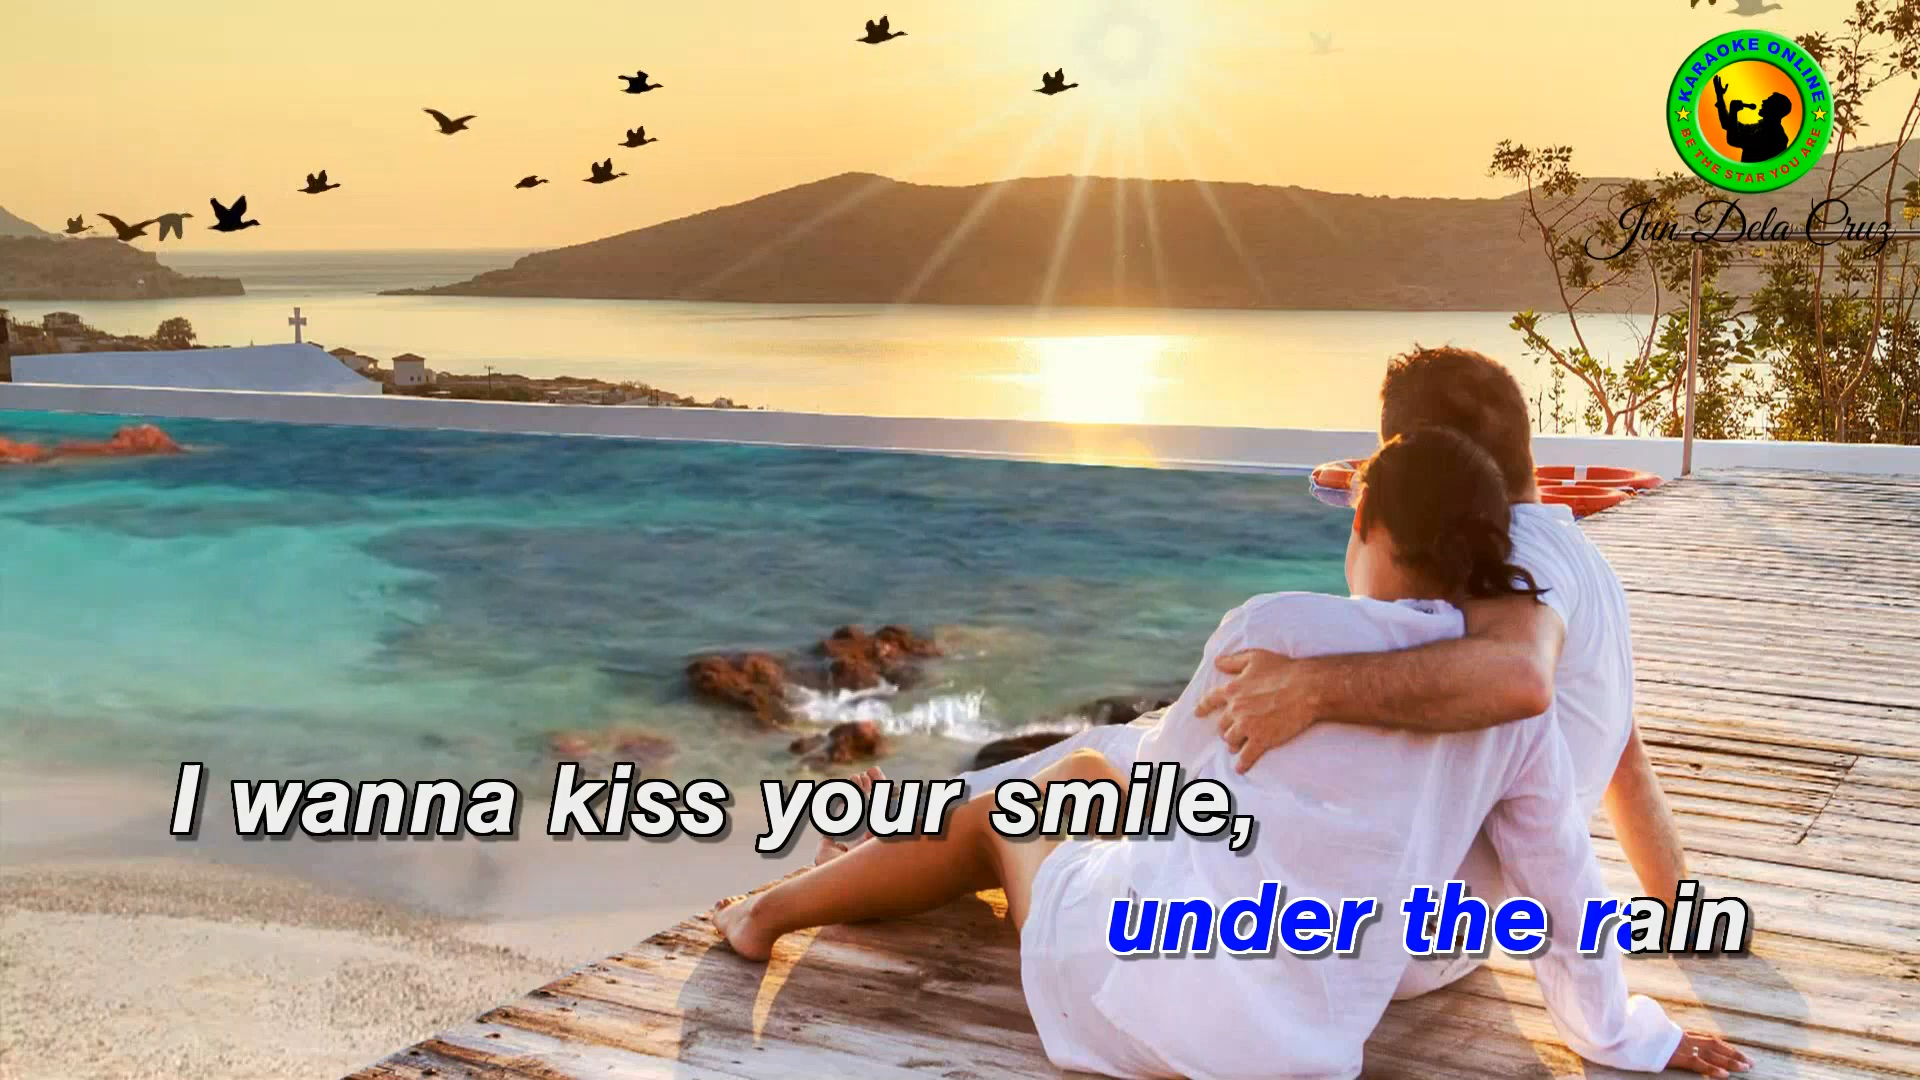 KARAOKE ONLINE
BE THE STAR YOU ARE
Jun Dela Cruz
I wanna kiss your smile,
under the rain